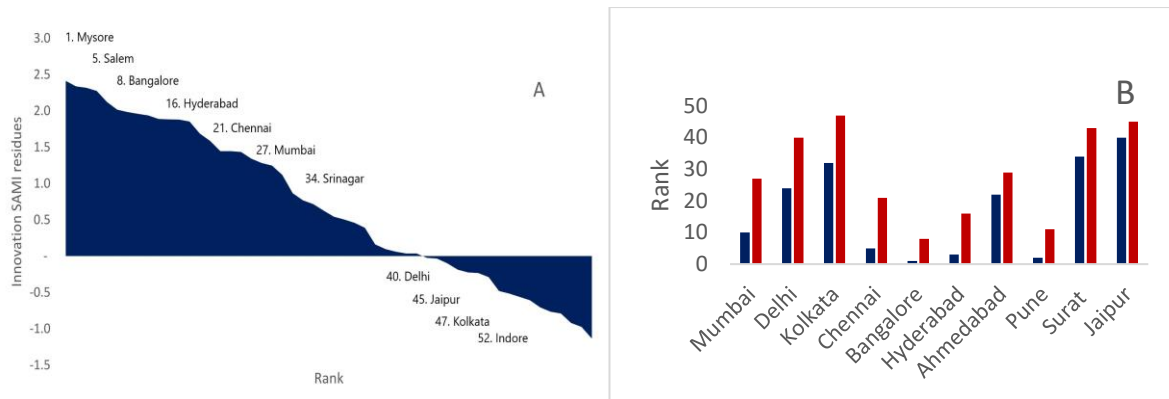 3.0
2.5
2.0
1.5
1.0
0.5
-
-0.5
-1.0
-1.5
Innovation SAMI residues
1. Mysore
5. Salem
8. Bangalore
16. Hyderabad
21. Chennai
27. Mumbai
34. Srinagar
40. Delhi
45. Jaipur
47. Kolkata
52. Indore
A
Rank
B
50
40
30
20
10
0
Rank
Mumbai
Delhi
Kolkata
Chennai
Bangalore
Hyderabad
Ahmedabad
Pune
Surat
Jaipur